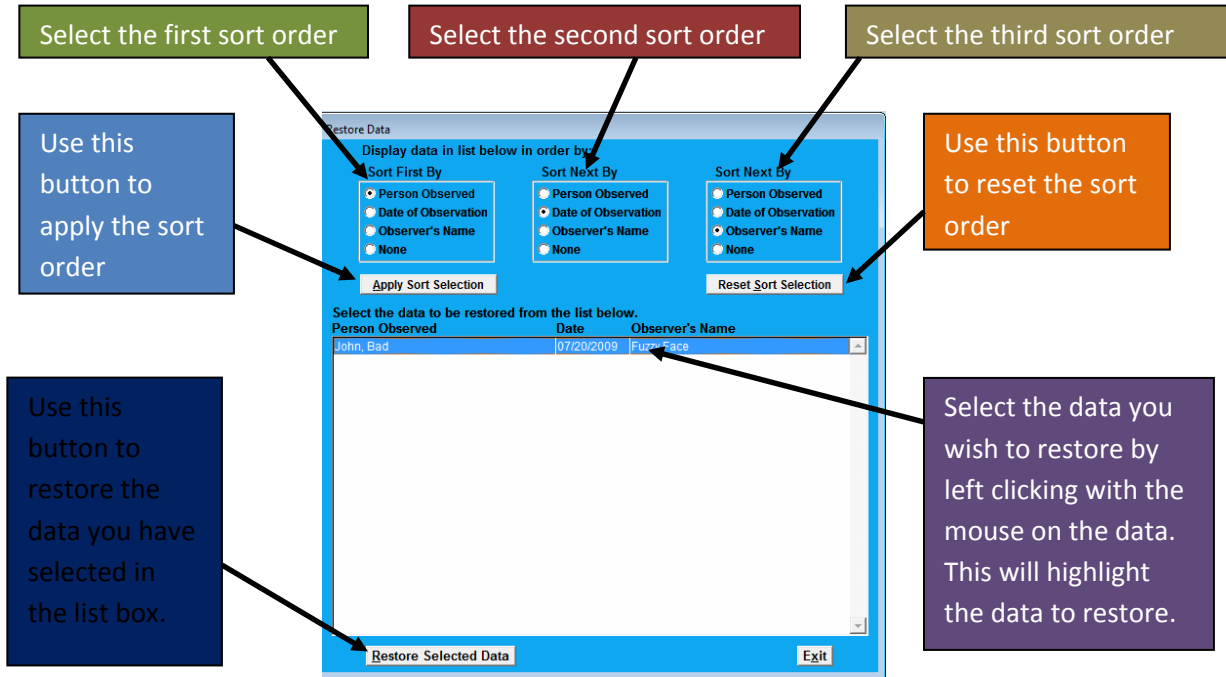 Select the first sort order
Select the second sort order
Select the third sort order
Use this
button to
apply the sort
order
Use this button
to reset the sort
order
estore Data
Display data in list below in order by:
Sort First By
Person Observed
Date of Observation
Observer's Name
None
Sort Next By
Person Observed
Date of Observation
Observer's Name
None
Sort Next By
Person Observed
Date of Observation
Observer's Name
None
Apply Sort Selection
Reset Sort Selection
Select the data to be restored from the list below.
Person Observed Date Observer's Name
John, Bad 07/20/2009 Fuzzy Face
Use this
button to
restore the
data you have
selected in
the list box.
Select the data you
wish to restore by
left clicking with the
mouse on the data.
This will highlight
the data to restore.
Restore Selected Data
Exit